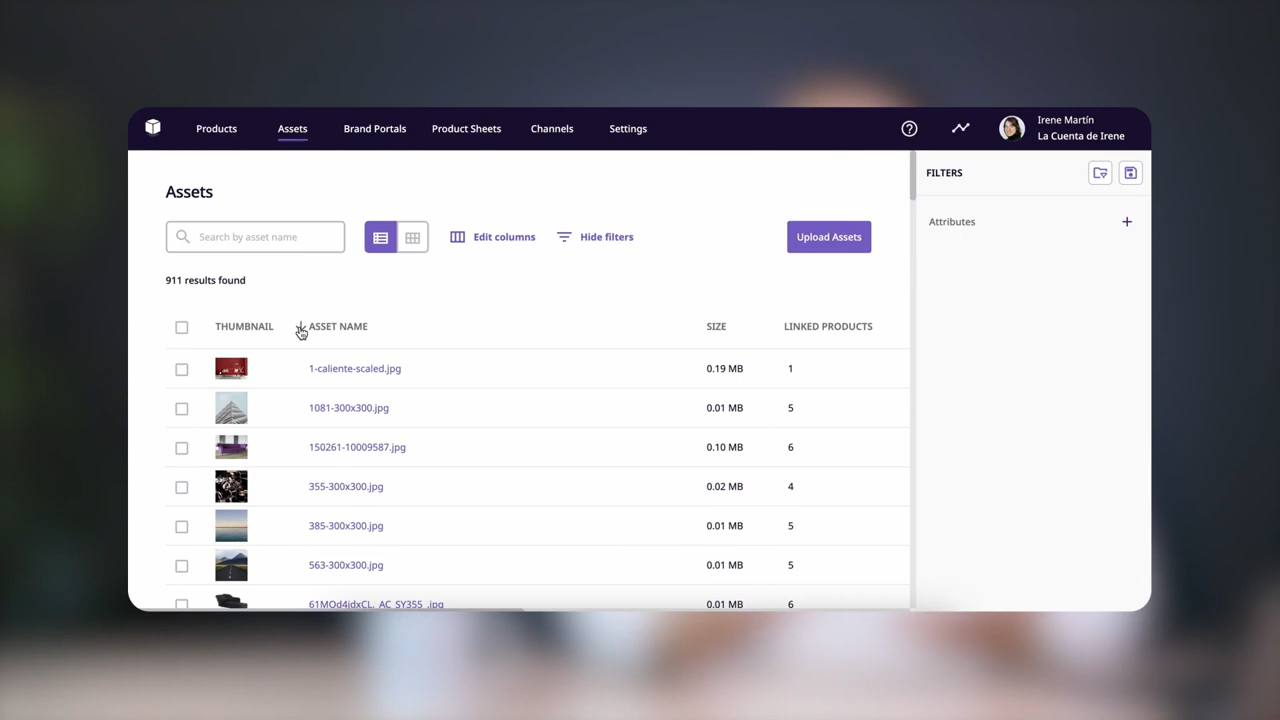 Products Assets Brand Portals Product Sheets Channels Settings
Irene Martín
La Cuenta de Irene
Assets
Search by asset name
Edit columns
Hide filters
Upload Assets
911 results found
THUMBNAIL ASSET NAME SIZE LINKED PRODUCTS
1-caliente-scaled.jpg 0.19 MB 1
1081-300x300.jpg 0.01 MB 5
150261-10009587.jpg 0.10 MB 6
355-300x300.jpg 0.02 MB 4
385-300x300.jpg 0.01 MB 5
563-300x300.jpg 0.01 MB 5
61MOd4jdxCL._AC_SY355_.jpg 0.01 MB 6
FILTERS
Attributes